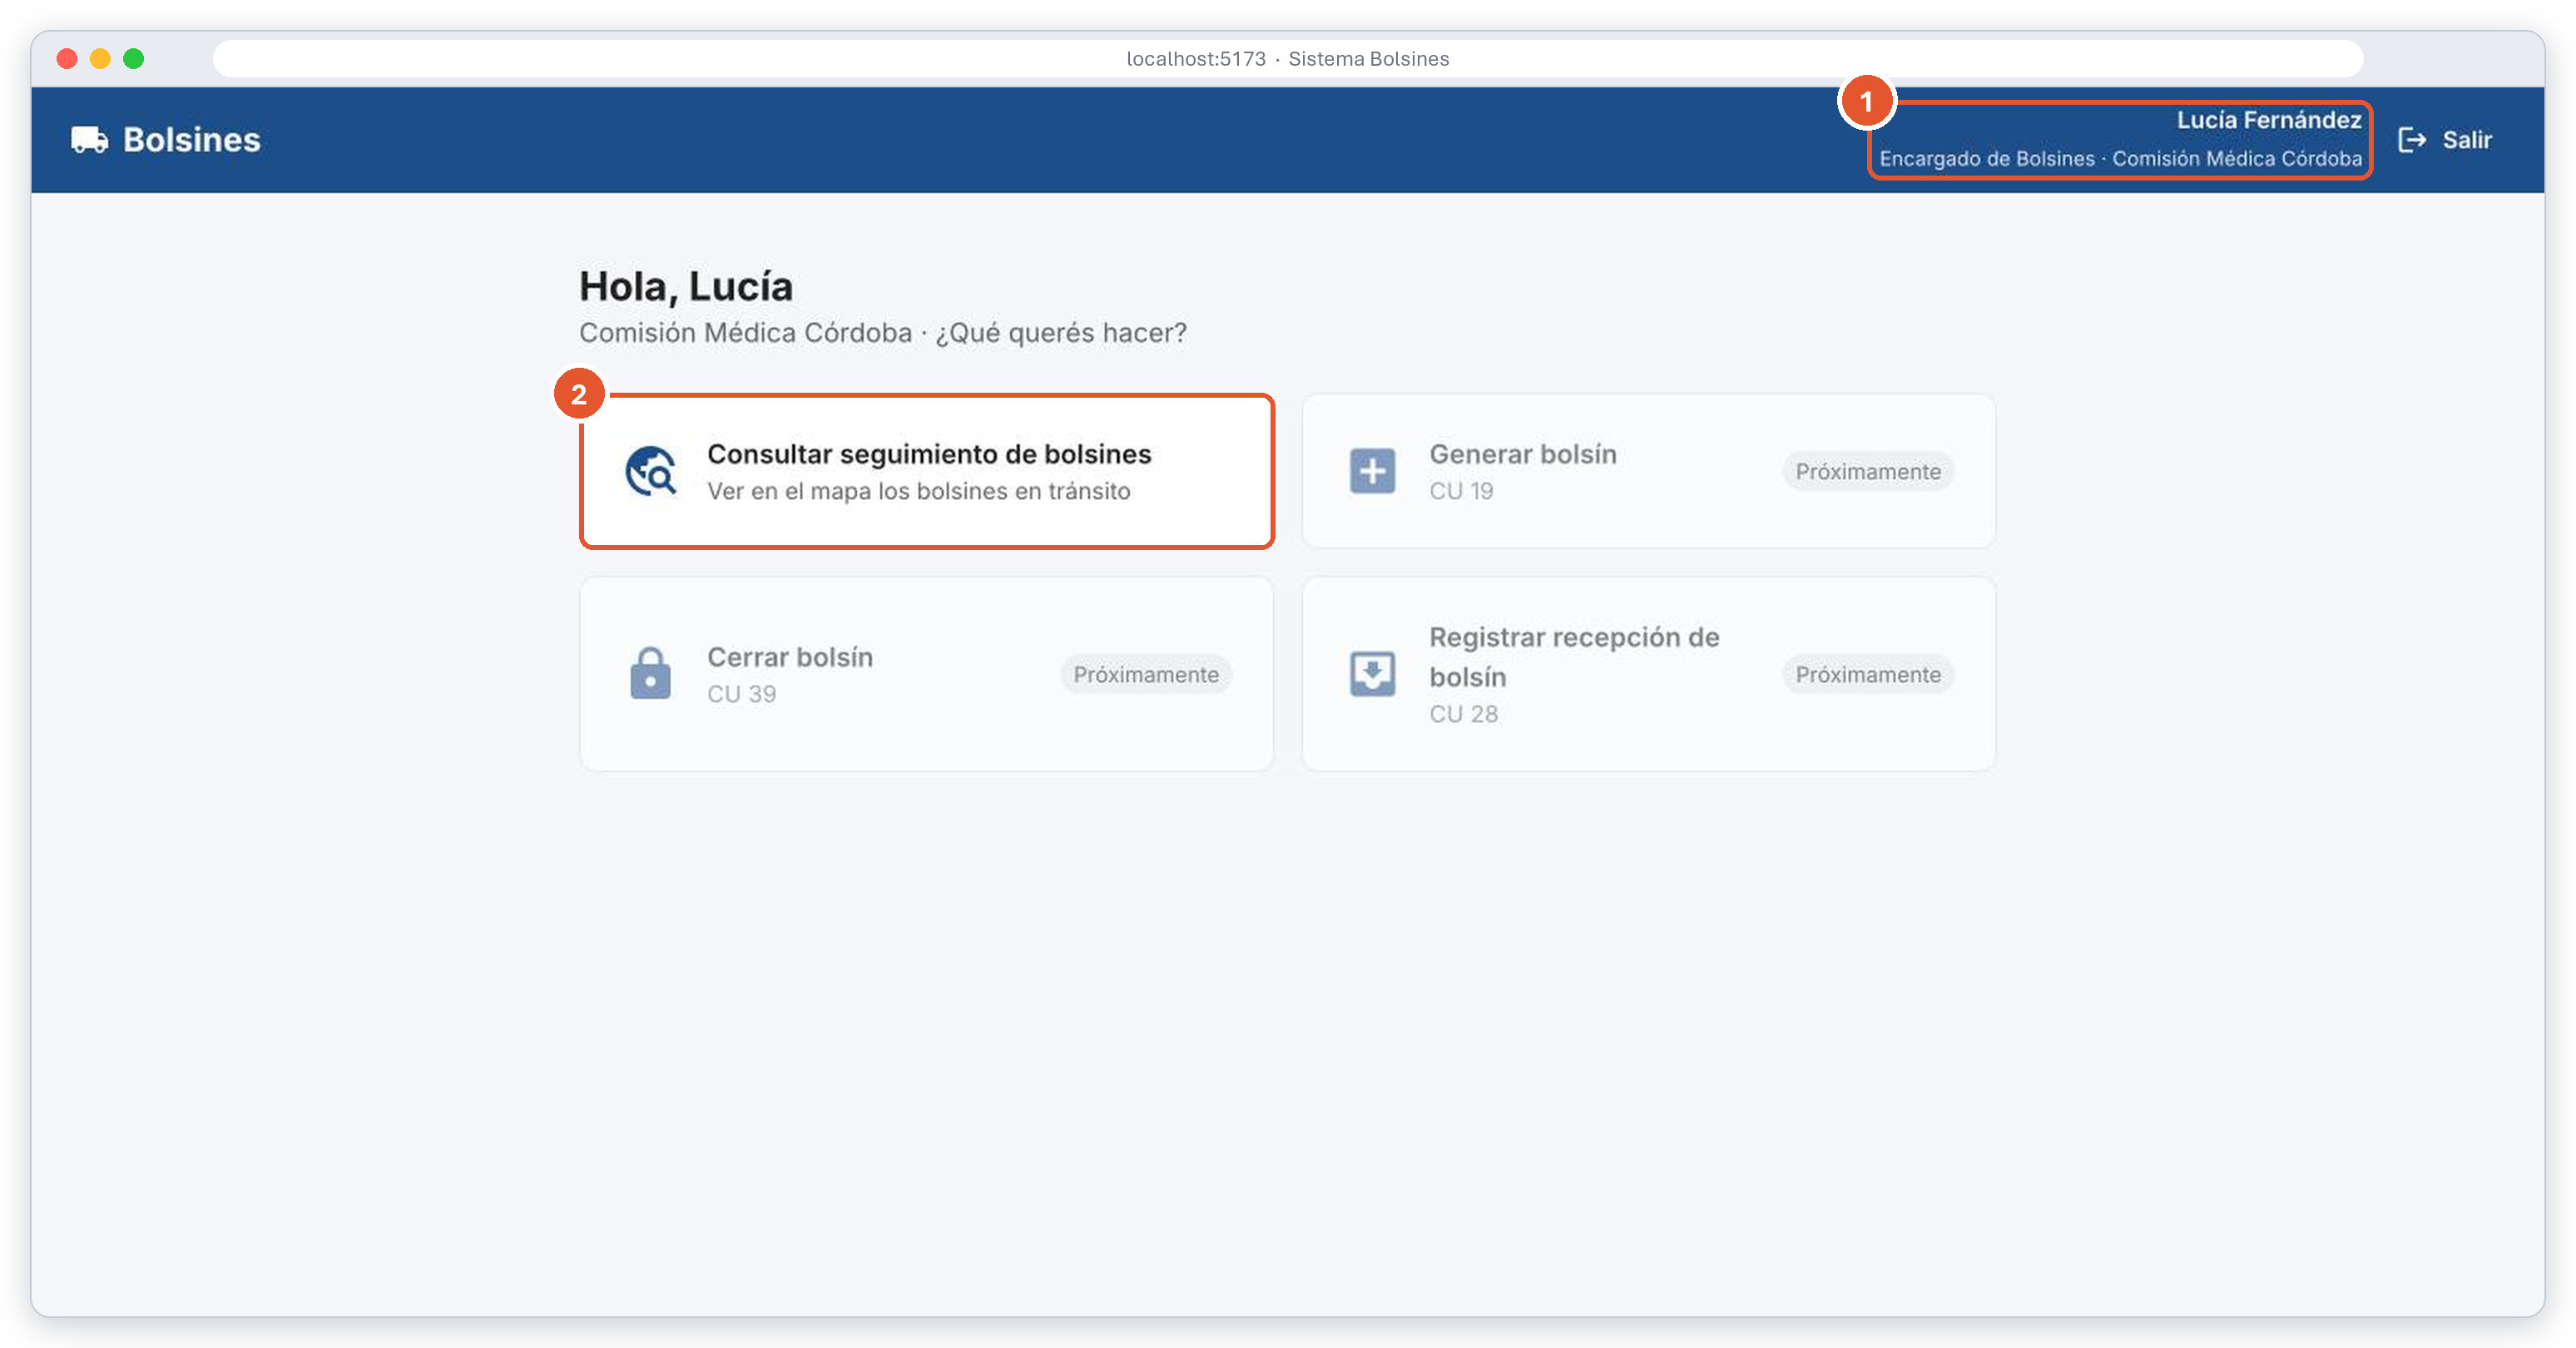 localhost:5173 · Sistema Bolsines
Bolsines
1
Lucía Fernández
Encargado de Bolsines · Comisión Médica Córdoba
Salir
Hola, Lucía
Comisión Médica Córdoba · ¿Qué querés hacer?
2
Consultar seguimiento de bolsines
Ver en el mapa los bolsines en tránsito
Generar bolsín
CU 19
Próximamente
Cerrar bolsín
CU 39
Próximamente
Registrar recepción de
bolsín
CU 28
Próximamente